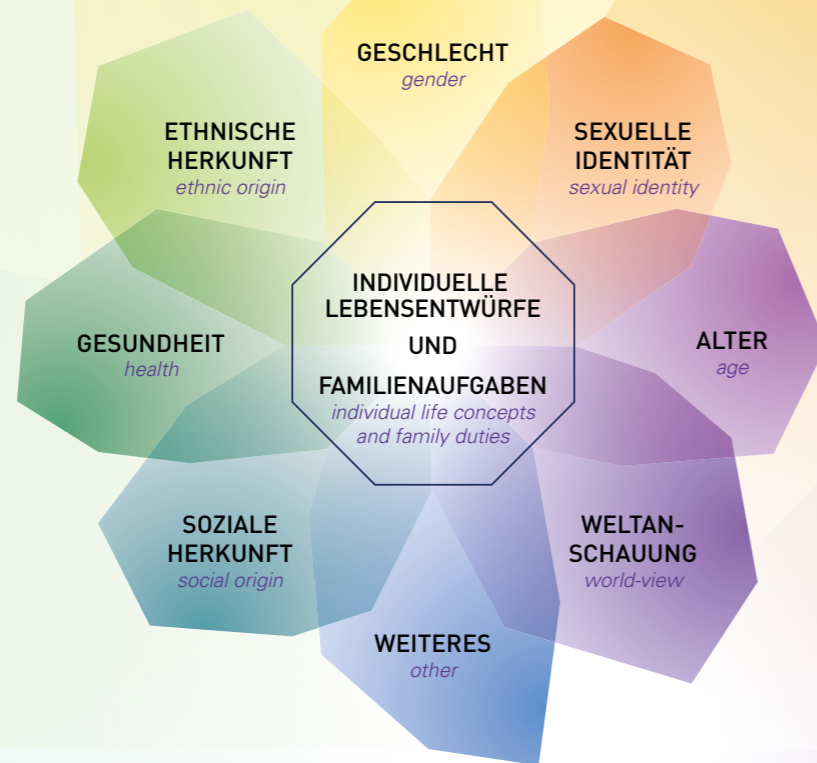 GESCHLECHT
gender
ETHNISCHE
HERKUNFT
ethnic origin
SEXUELLE
IDENTITÄT
sexual identity
INDIVIDUELLE
LEBENSENTWÜRFE
UND
FAMILIENAUFGABEN
individual life concepts
and family duties
GESUNDHEIT
health
ALTER
age
SOZIALE
HERKUNFT
social origin
WELTAN-
SCHAUUNG
world-view
WEITERES
other